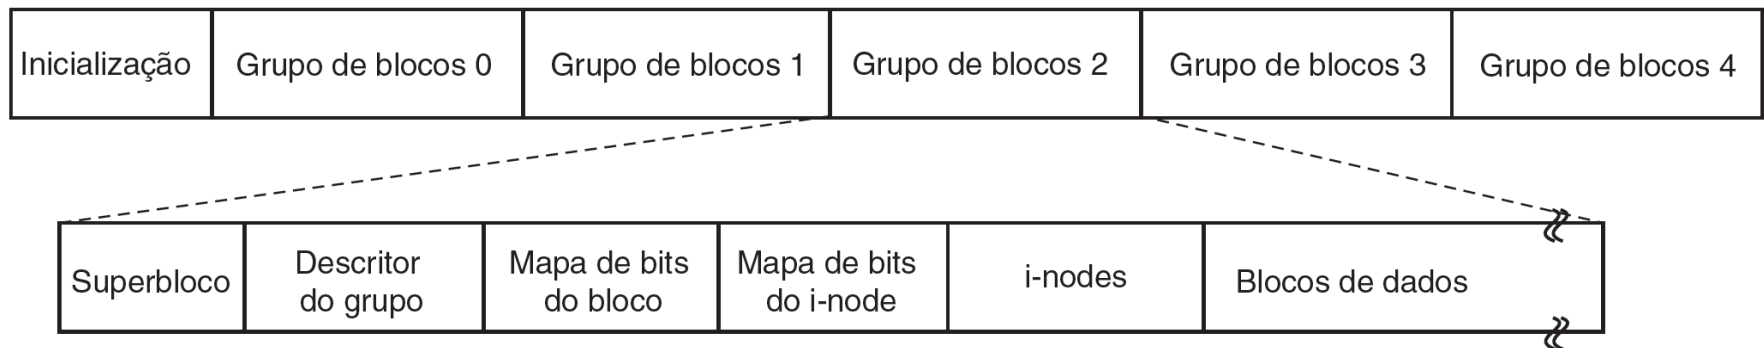 Inicialização
Grupo de blocos 0
Grupo de blocos 1
Grupo de blocos 2
Grupo de blocos 3
Grupo de blocos 4
Superbloco
Descritor
do grupo
Mapa de bits
do bloco
Mapa de bits
do i-node
i-nodes
Blocos de dados